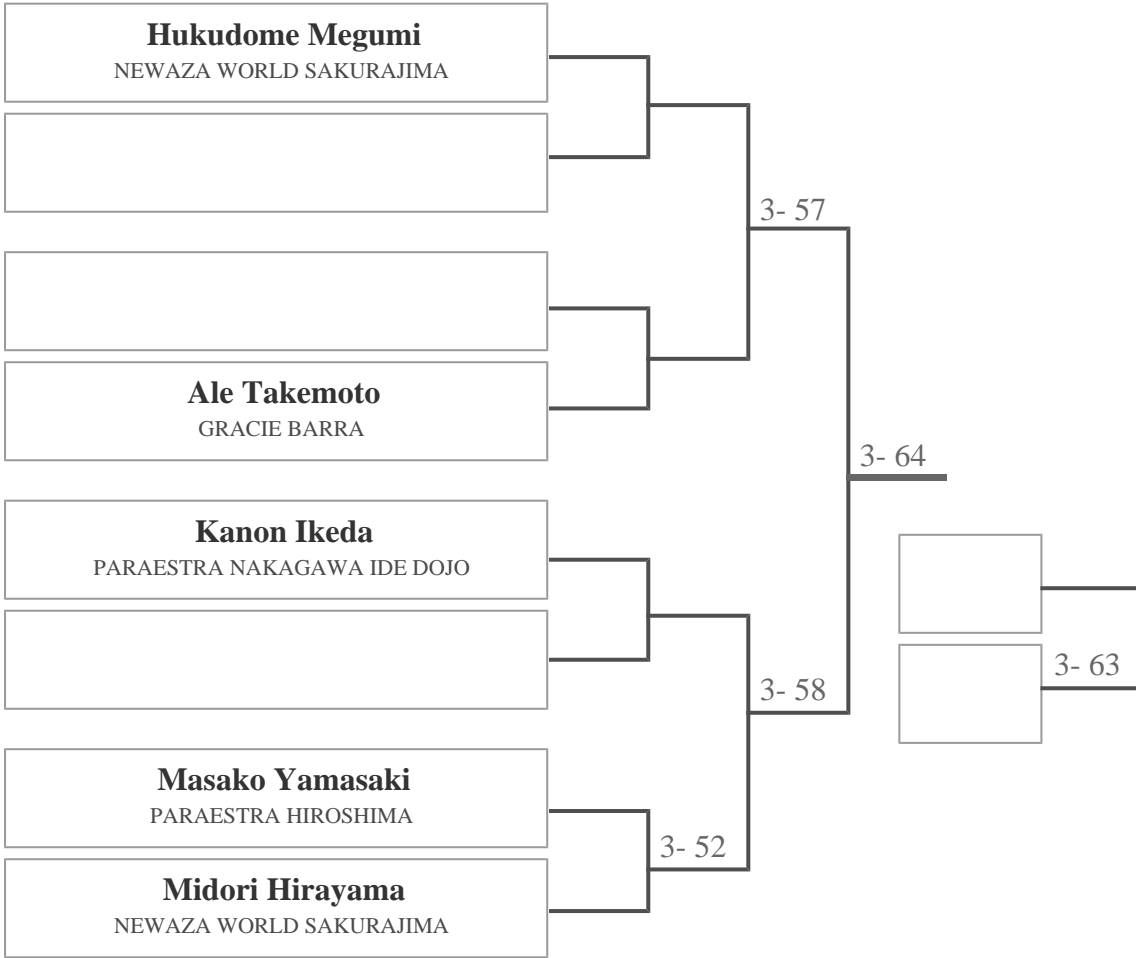 Hukudome Megumi
NEWAZA WORLD SAKURAJIMA
3- 57
Ale Takemoto
GRACIE BARRA
3- 64
Kanon Ikeda
PARAESTRA NAKAGAWA IDE DOJO
3- 63
3- 58
Masako Yamasaki
PARAESTRA HIROSHIMA
3- 52
Midori Hirayama
NEWAZA WORLD SAKURAJIMA